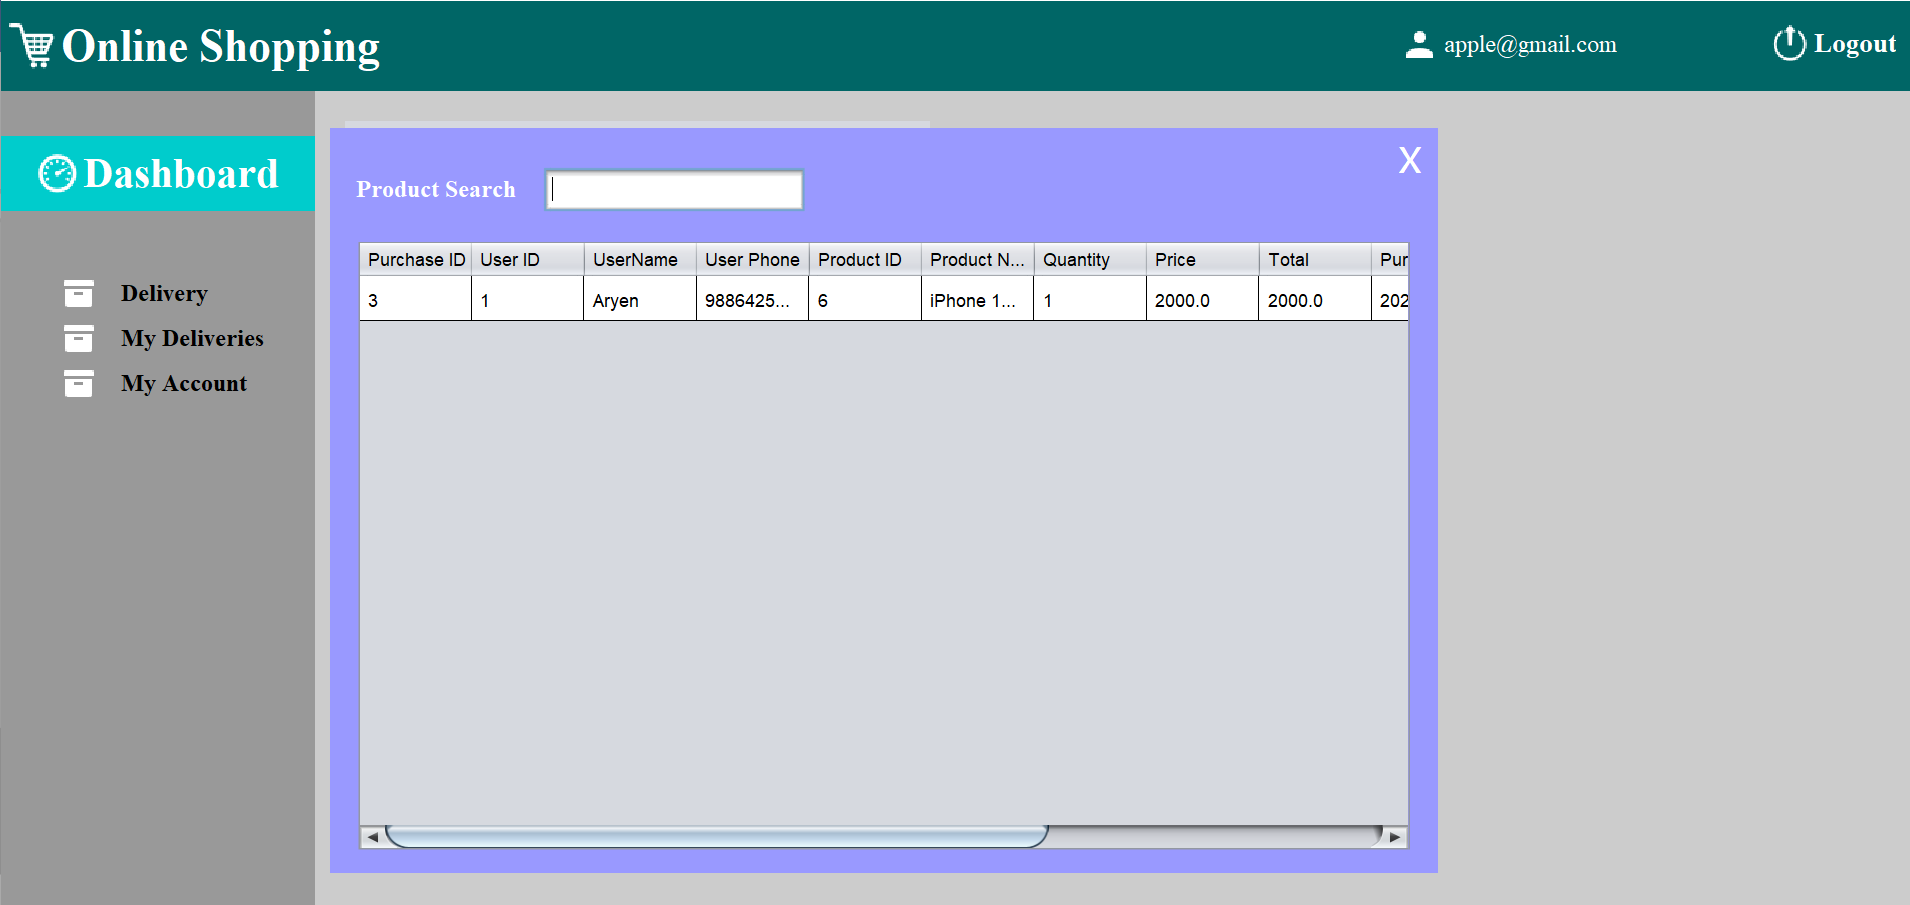 Online Shopping
apple@gmail.com
Logout
Dashboard
Delivery
My Deliveries
My Account
X
Product Search
Purchase ID User ID UserName User Phone Product ID Product N... Quantity Price Total Pur
3 1 Aryen 9886425... 6 iPhone 1... 1 2000.0 2000.0 202